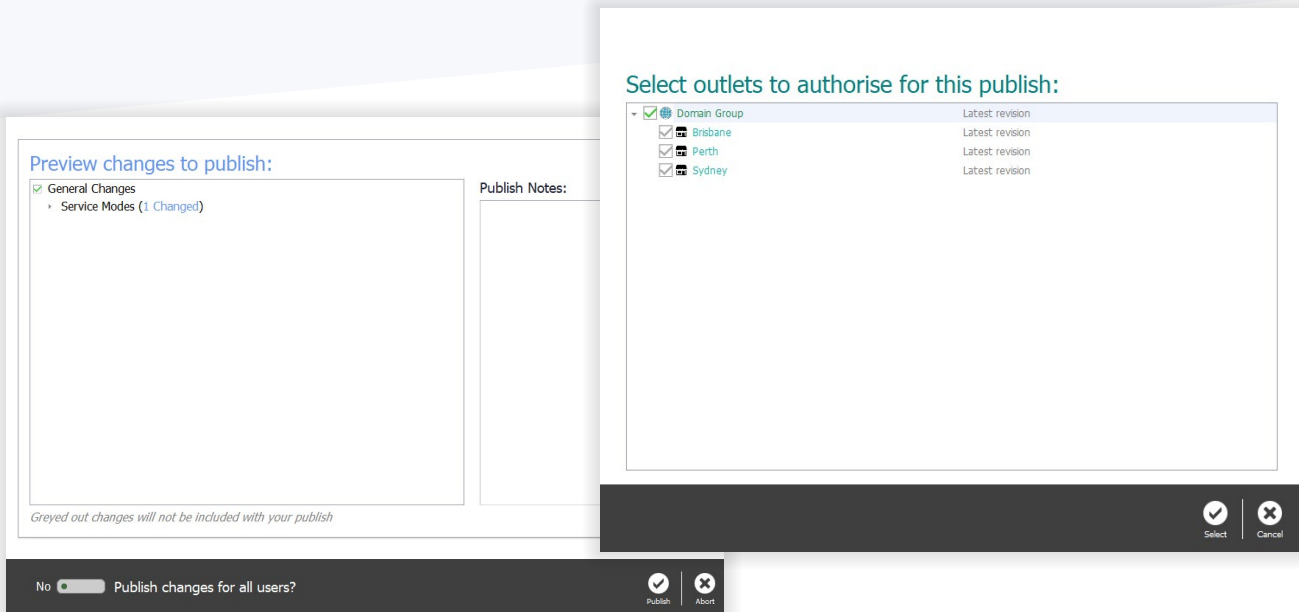 Preview changes to publish:
General Changes
Service Modes (1 Changed)
Publish Notes:
Greyed out changes will not be included with your publish
No Publish changes for all users?
Publish Abort
Select outlets to authorise for this publish:
Domain Group Latest revision
Brisbane Latest revision
Perth Latest revision
Sydney Latest revision
Select Cancel